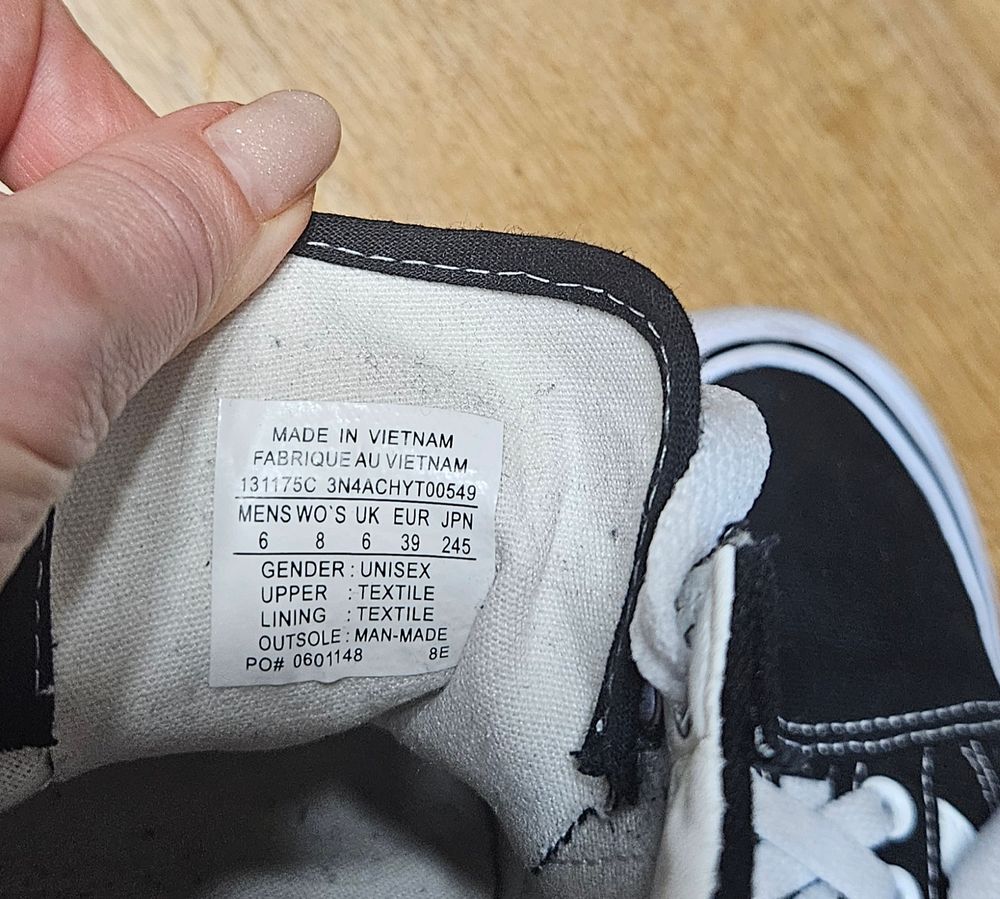 MADE IN VIETNAM
FABRIQUE AU VIETNAM
131175C 3N4ACHYT00549
MENS WO`S UK EUR JPN
6 8 6 39 245
GENDER : UNISEX
UPPER : TEXTILE
LINING : TEXTILE
OUTSOLE : MAN-MADE
PO# 0601148 8E